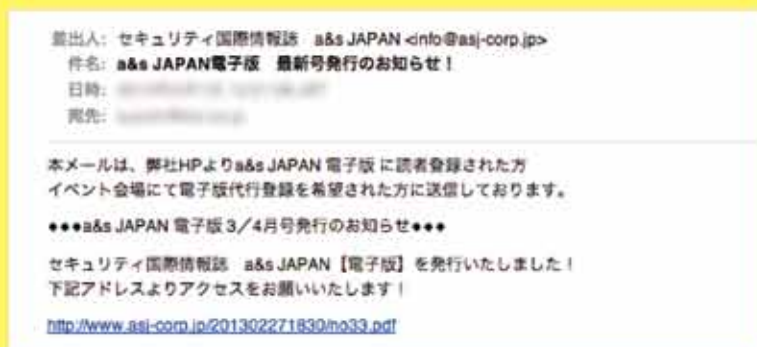 差出人: セキュリティ国際情報誌　a&s JAPAN <info@asj-corp.jp>
件名: a&s JAPAN電子版　最新号発行のお知らせ！
日時:
宛先:
本メールは、弊社HPよりa&s JAPAN 電子版 に読者登録された方
イベント会場にて電子版代行登録を希望された方に送信しております。
●●●a&s JAPAN 電子版 3／4月号発行のお知らせ●●●
セキュリティ国際情報誌　a&s JAPAN【電子版】を発行いたしました！
下記アドレスよりアクセスをお願いいたします！
http://www.asj-corp.jp/201302271830/no33.pdf